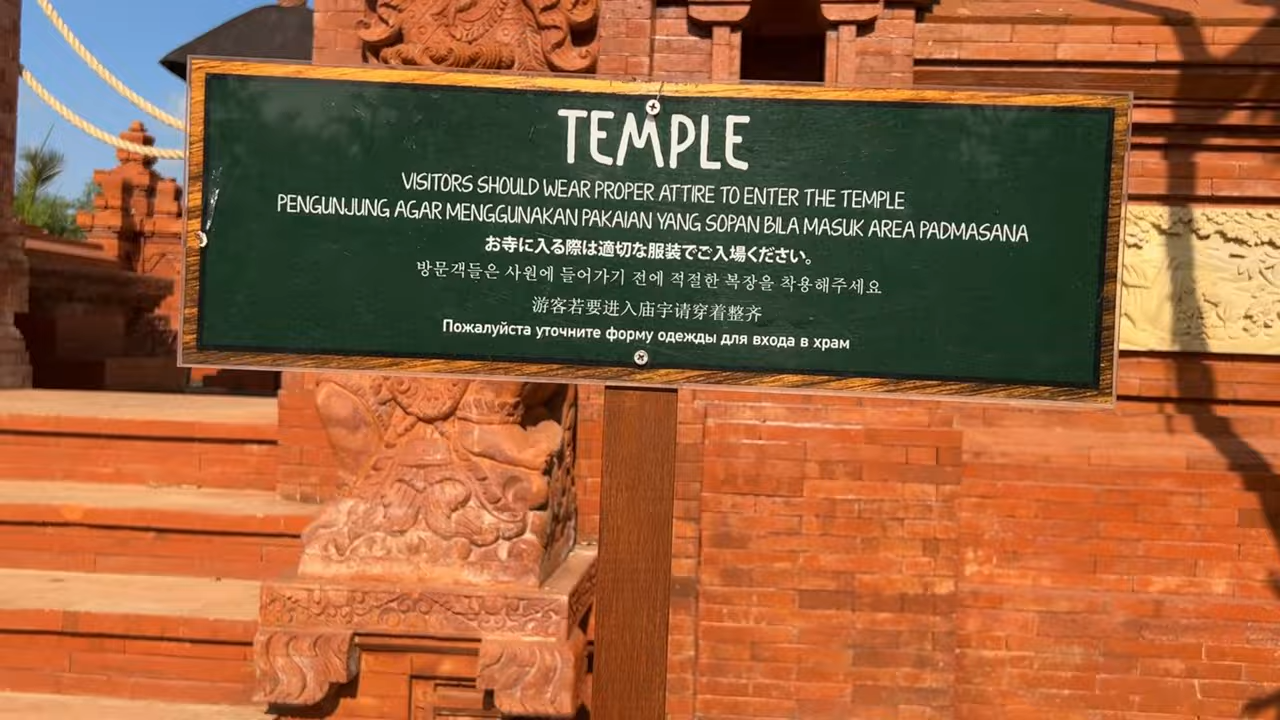 TEMPLE
VISITORS SHOULD WEAR PROPER ATTIRE TO ENTER THE TEMPLE
PENGUNJUNG AGAR MENGGUNAKAN PAKAIAN YANG SOPAN BILA MASUK AREA PADMASANA
お寺に入る際は適切な服装でご入場ください。
방문객들은 사원에 들어가기 전에 적절한 복장을 착용해주세요
游客若要进入庙宇请穿着整齐
Пожалуйста уточните форму одежды для входа в храм